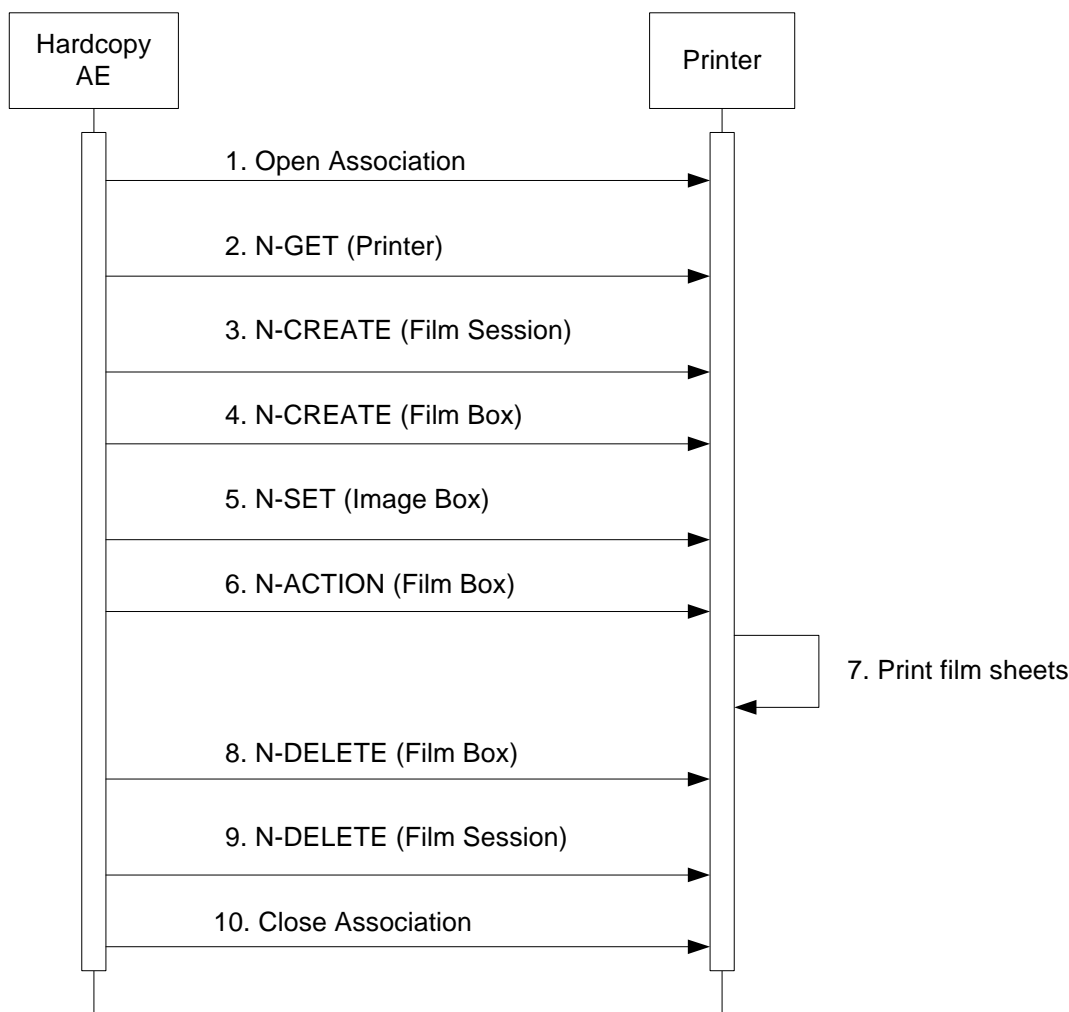 Hardcopy
AE
Printer
1. Open Association
2. N-GET (Printer)
3. N-CREATE (Film Session)
4. N-CREATE (Film Box)
5. N-SET (Image Box)
6. N-ACTION (Film Box)
7. Print film sheets
8. N-DELETE (Film Box)
9. N-DELETE (Film Session)
10. Close Association